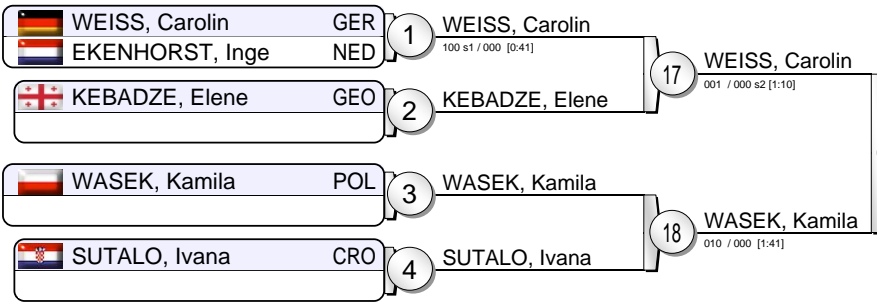 WEISS, Carolin GER
EKENHORST, Inge NED
1
WEISS, Carolin
100 s1 / 000 [0:41]
KEBADZE, Elene GEO
2
KEBADZE, Elene
17
WEISS, Carolin
001 / 000 s2 [1:10]
WASEK, Kamila POL
3
WASEK, Kamila
SUTALO, Ivana CRO
4
SUTALO, Ivana
18
WASEK, Kamila
010 / 000 [1:41]